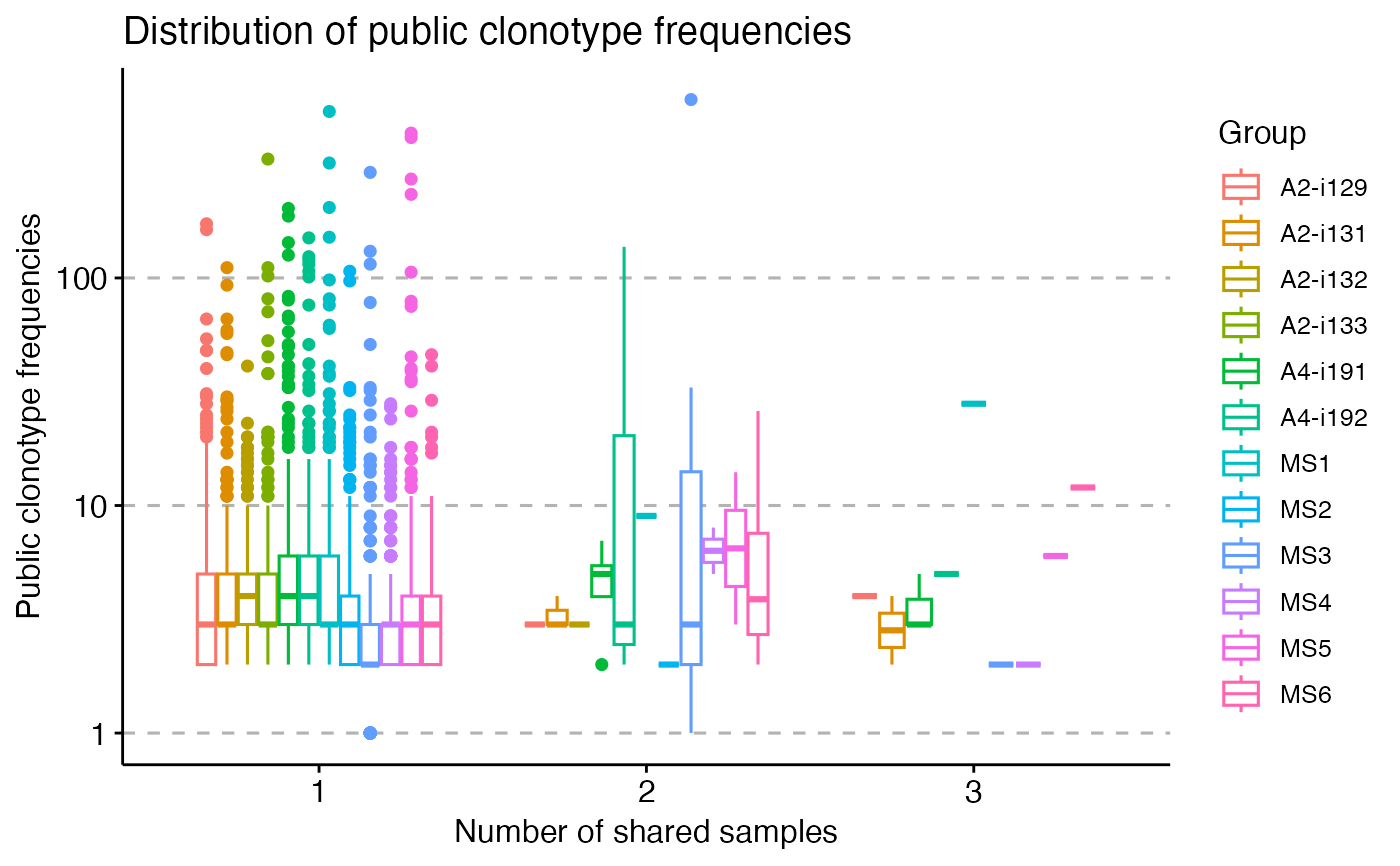 Distribution of public clonotype frequencies
Public clonotype frequencies
100
10
1
1
2
3
Number of shared samples
Group
A2-i129
A2-i131
A2-i132
A2-i133
A4-i191
A4-i192
MS1
MS2
MS3
MS4
MS5
MS6